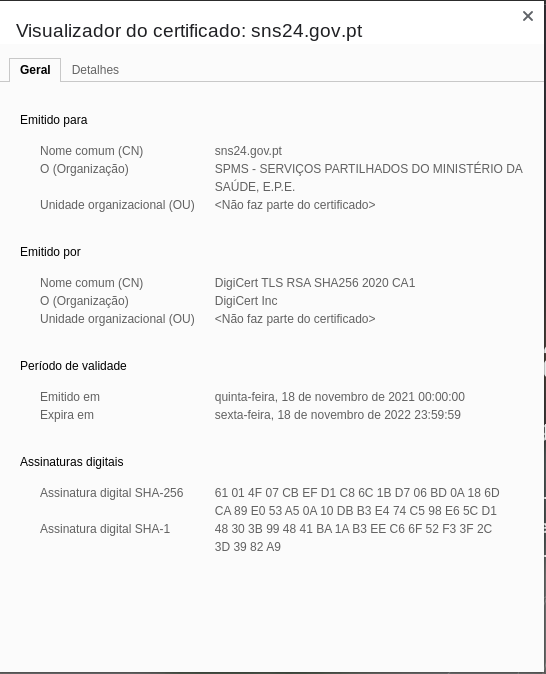 Visualizador do certificado: sns24.gov.pt
Geral Detalhes
Emitido para
Nome comum (CN) sns24.gov.pt
O (Organização) SPMS - SERVIÇOS PARTILHADOS DO MINISTÉRIO DA
SAÚDE, E.P.E.
Unidade organizacional (OU) <Não faz parte do certificado>
Emitido por
Nome comum (CN) DigiCert TLS RSA SHA256 2020 CA1
O (Organização) DigiCert Inc
Unidade organizacional (OU) <Não faz parte do certificado>
Período de validade
Emitido em quinta-feira, 18 de novembro de 2021 00:00:00
Expira em sexta-feira, 18 de novembro de 2022 23:59:59
Assinaturas digitais
Assinatura digital SHA-256 61 01 4F 07 CB EF D1 C8 6C 1B D7 06 BD 0A 18 6D
CA 89 E0 53 A5 0A 10 DB B3 E4 74 C5 98 E6 5C D1
Assinatura digital SHA-1 48 30 3B 99 48 41 BA 1A B3 EE C6 6F 52 F3 3F 2C
3D 39 82 A9